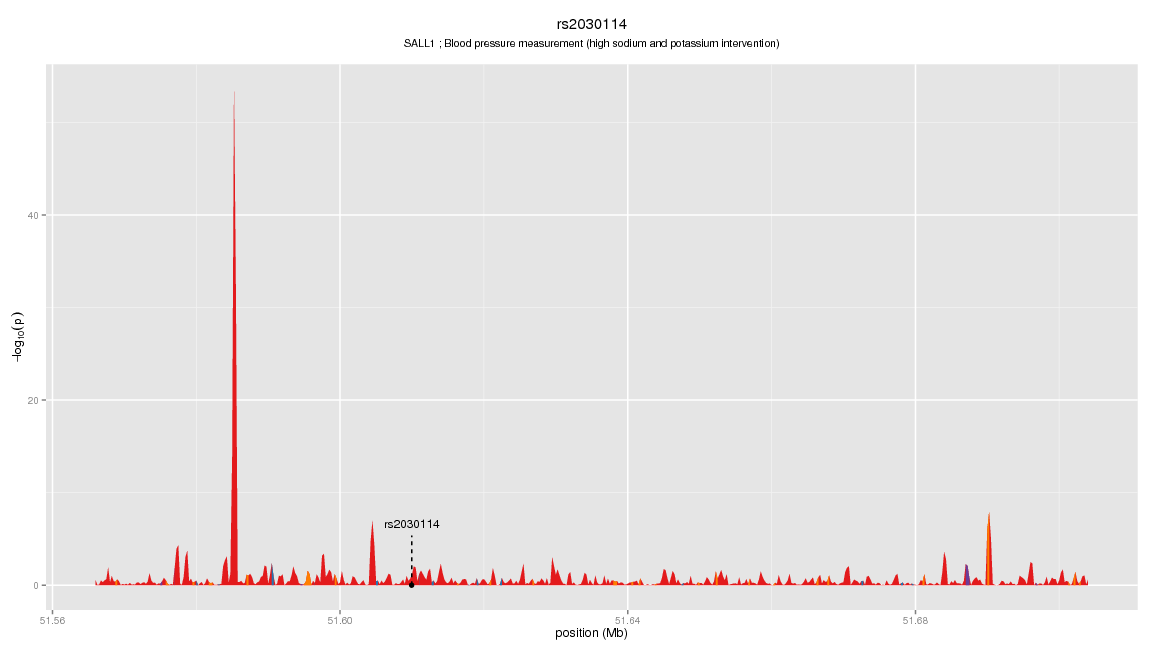 rs2030114
SALL1 ; Blood pressure measurement (high sodium and potassium intervention)
−log10(p)
40
20
0
rs2030114
51.56 51.60 51.64 51.68
position (Mb)